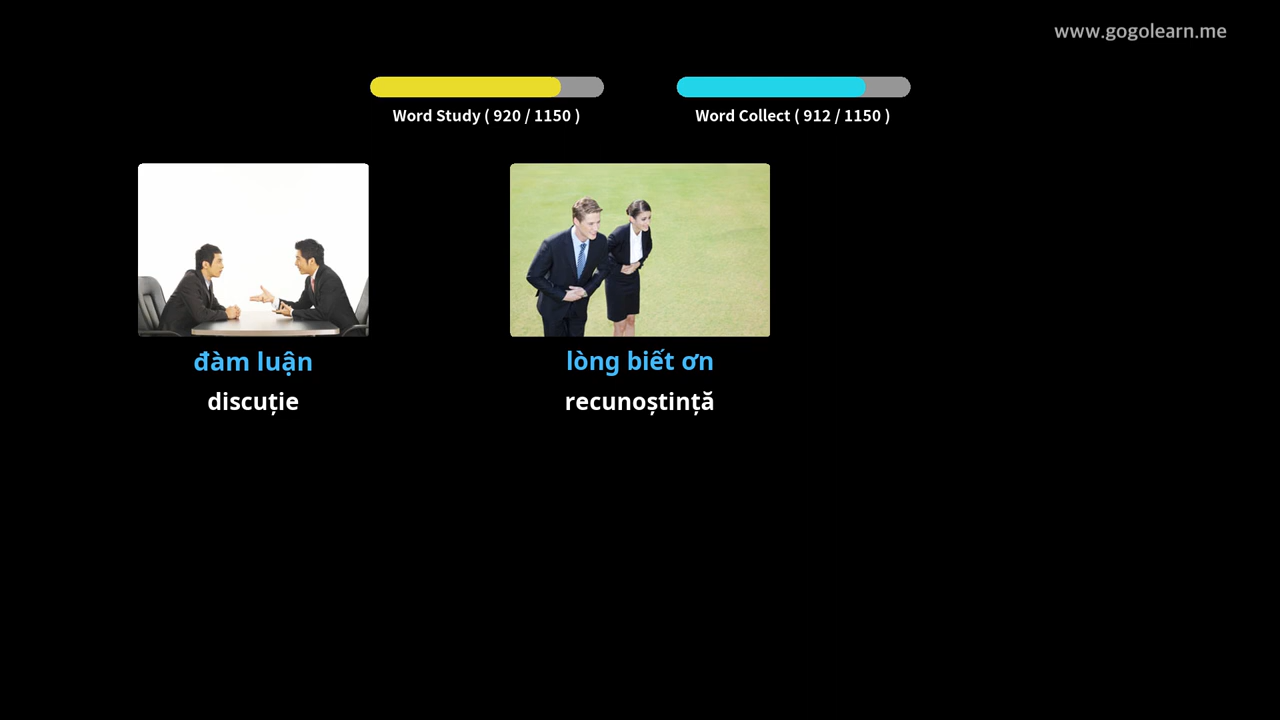 www.gogolearn.me
Word Study ( 920 / 1150 )
Word Collect ( 912 / 1150 )
đàm luận
discuție
lòng biết ơn
recunoștință